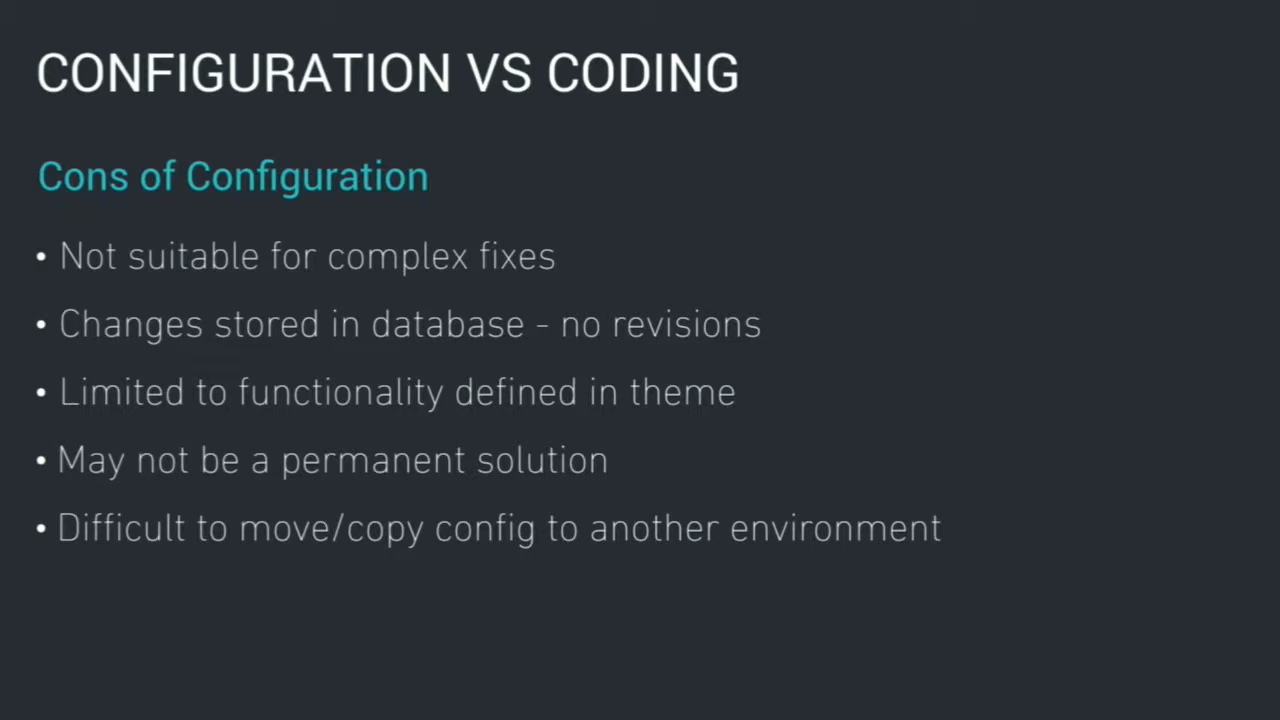 CONFIGURATION VS CODING
Cons of Configuration
• Not suitable for complex fixes
• Changes stored in database - no revisions
• Limited to functionality defined in theme
• May not be a permanent solution
• Difficult to move/copy config to another environment